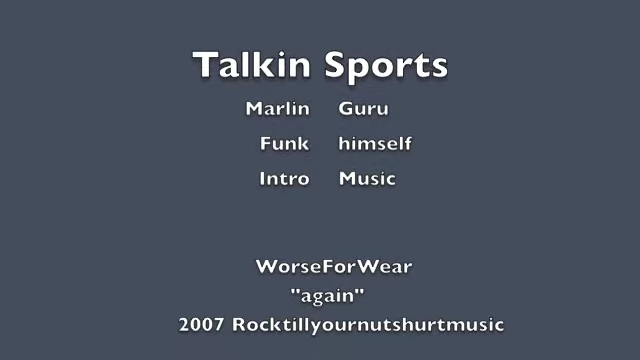 Talkin Sports
Marlin Guru
Funk himself
Intro Music
WorseForWear
"again"
2007 Rocktillyournutshurtmusic